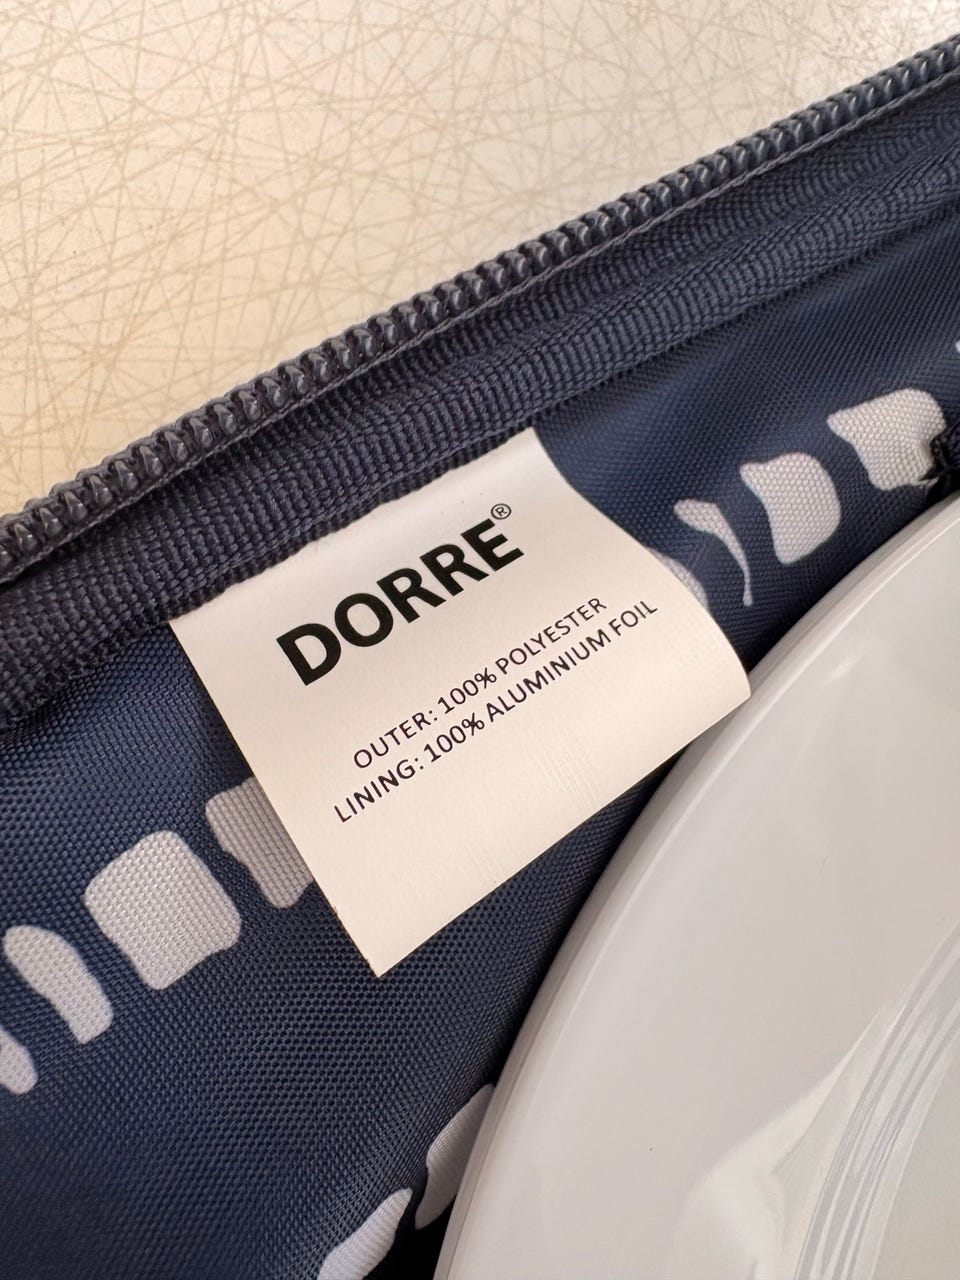 DORRE®
OUTER: 100% POLYESTER
LINING: 100% ALUMINIUM FOIL